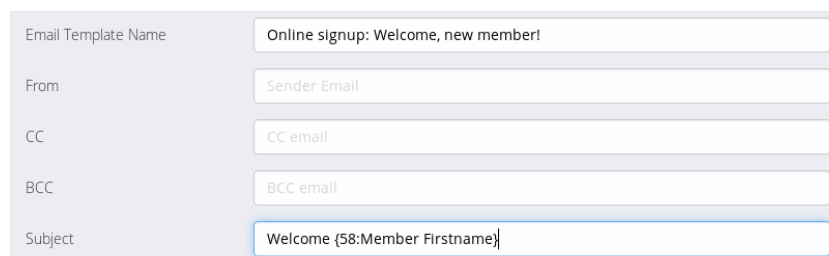 Email Template Name Online signup: Welcome, new member!
From Sender Email
CC CC email
BCC BCC email
Subject Welcome {58:Member Firstname}